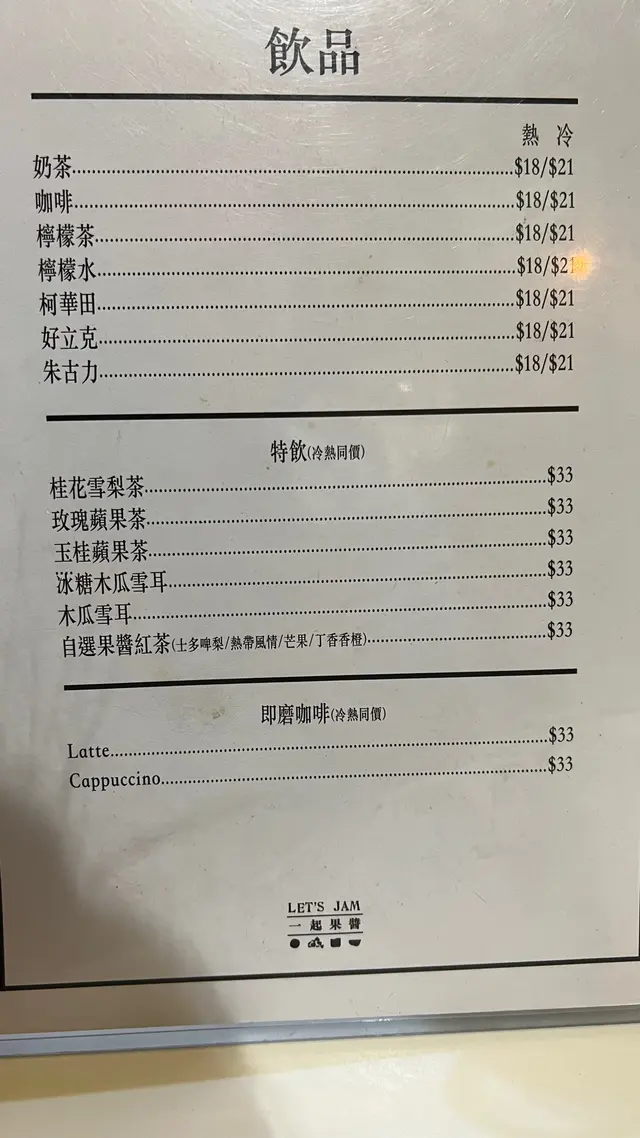 飲品
熱 冷
奶茶..........$18/$21
咖啡..........$18/$21
檸檬茶..........$18/$21
檸檬水..........$18/$21
柯華田..........$18/$21
好立克..........$18/$21
朱古力..........$18/$21
特飲(冷熱同價)
桂花雪梨茶..........$33
玫瑰蘋果茶..........$33
玉桂蘋果茶..........$33
冰糖木瓜雪耳..........$33
木瓜雪耳..........$33
自選果醬紅茶(士多啤梨/熱帶風情/芒果/丁香香橙)..........$33
即磨咖啡(冷熱同價)
Latte..........$33
Cappuccino..........$33
LET'S JAM
一起果醬